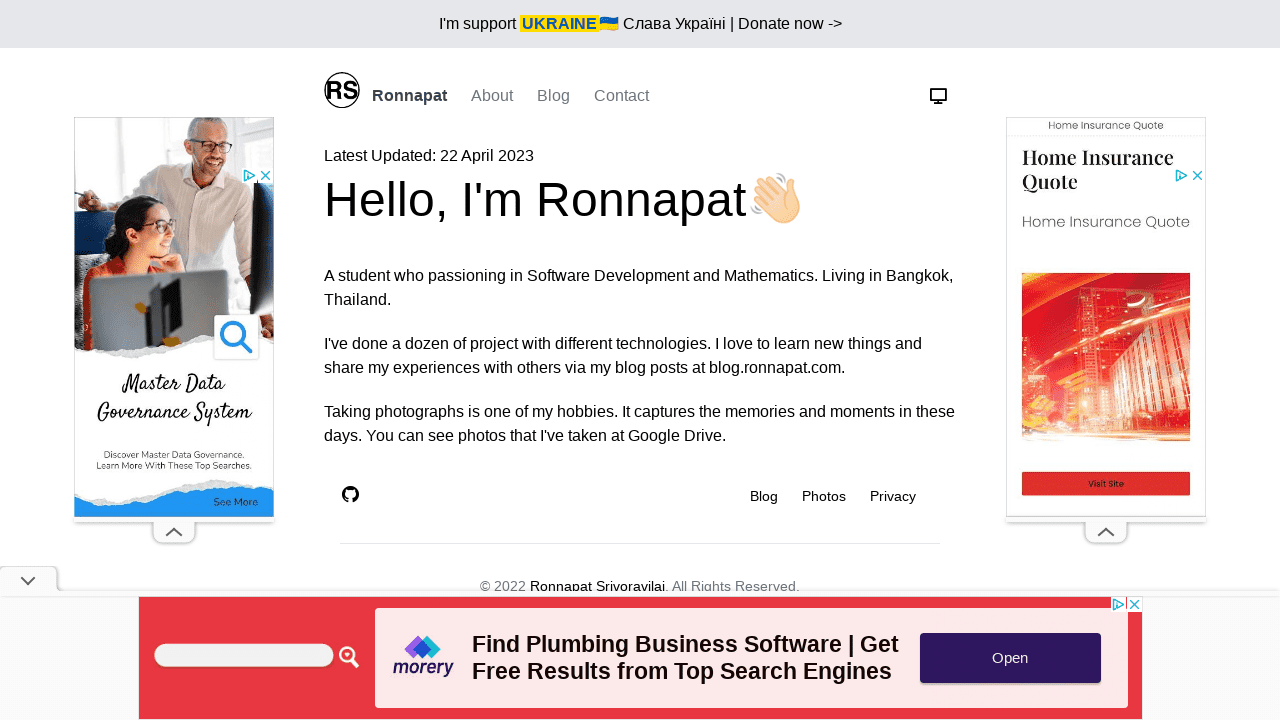 I'm support UKRAINE🇺🇦 Слава Україні | Donate now ->
RS Ronnapat About Blog Contact
Latest Updated: 22 April 2023
Hello, I'm Ronnapat👋🏻
A student who passioning in Software Development and Mathematics. Living in Bangkok,
Thailand.
I've done a dozen of project with different technologies. I love to learn new things and
share my experiences with others via my blog posts at blog.ronnapat.com.
Taking photographs is one of my hobbies. It captures the memories and moments in these
days. You can see photos that I've taken at Google Drive.
Blog Photos Privacy
© 2022 Ronnapat Srivoravilai. All Rights Reserved.
Master Data
Governance System
Discover Master Data Governance.
Learn More With These Top Searches.
See More
Home Insurance Quote
Home Insurance
Quote
Home Insurance Quote
Visit Site
morery
Find Plumbing Business Software | Get
Free Results from Top Search Engines
Open